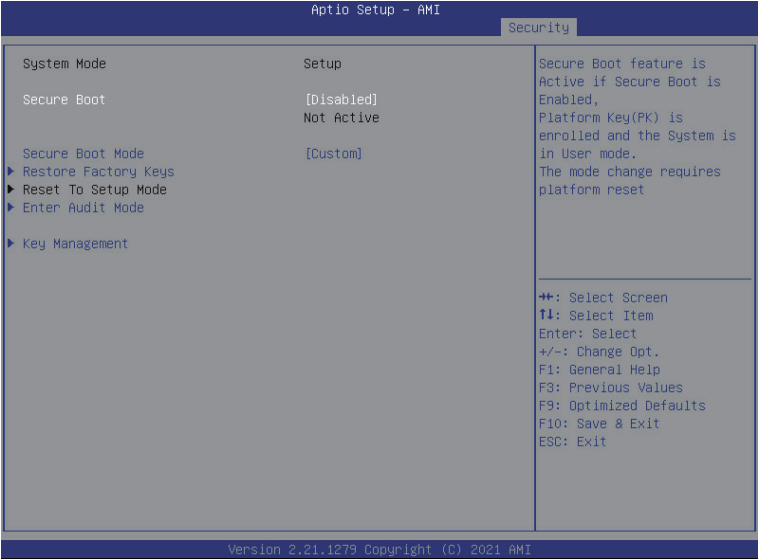 Aptio Setup – AMI
Security
System Mode Setup
Secure Boot [Disabled]
Not Active
Secure Boot Mode [Custom]
Restore Factory Keys
Reset To Setup Mode
Enter Audit Mode
Key Management
Secure Boot feature is
Active if Secure Boot is
Enabled,
Platform Key(PK) is
enrolled and the System is
in User mode.
The mode change requires
platform reset
→←: Select Screen
↑↓: Select Item
Enter: Select
+/-: Change Opt.
F1: General Help
F3: Previous Values
F9: Optimized Defaults
F10: Save & Exit
ESC: Exit
Version 2.21.1279 Copyright (C) 2021 AMI